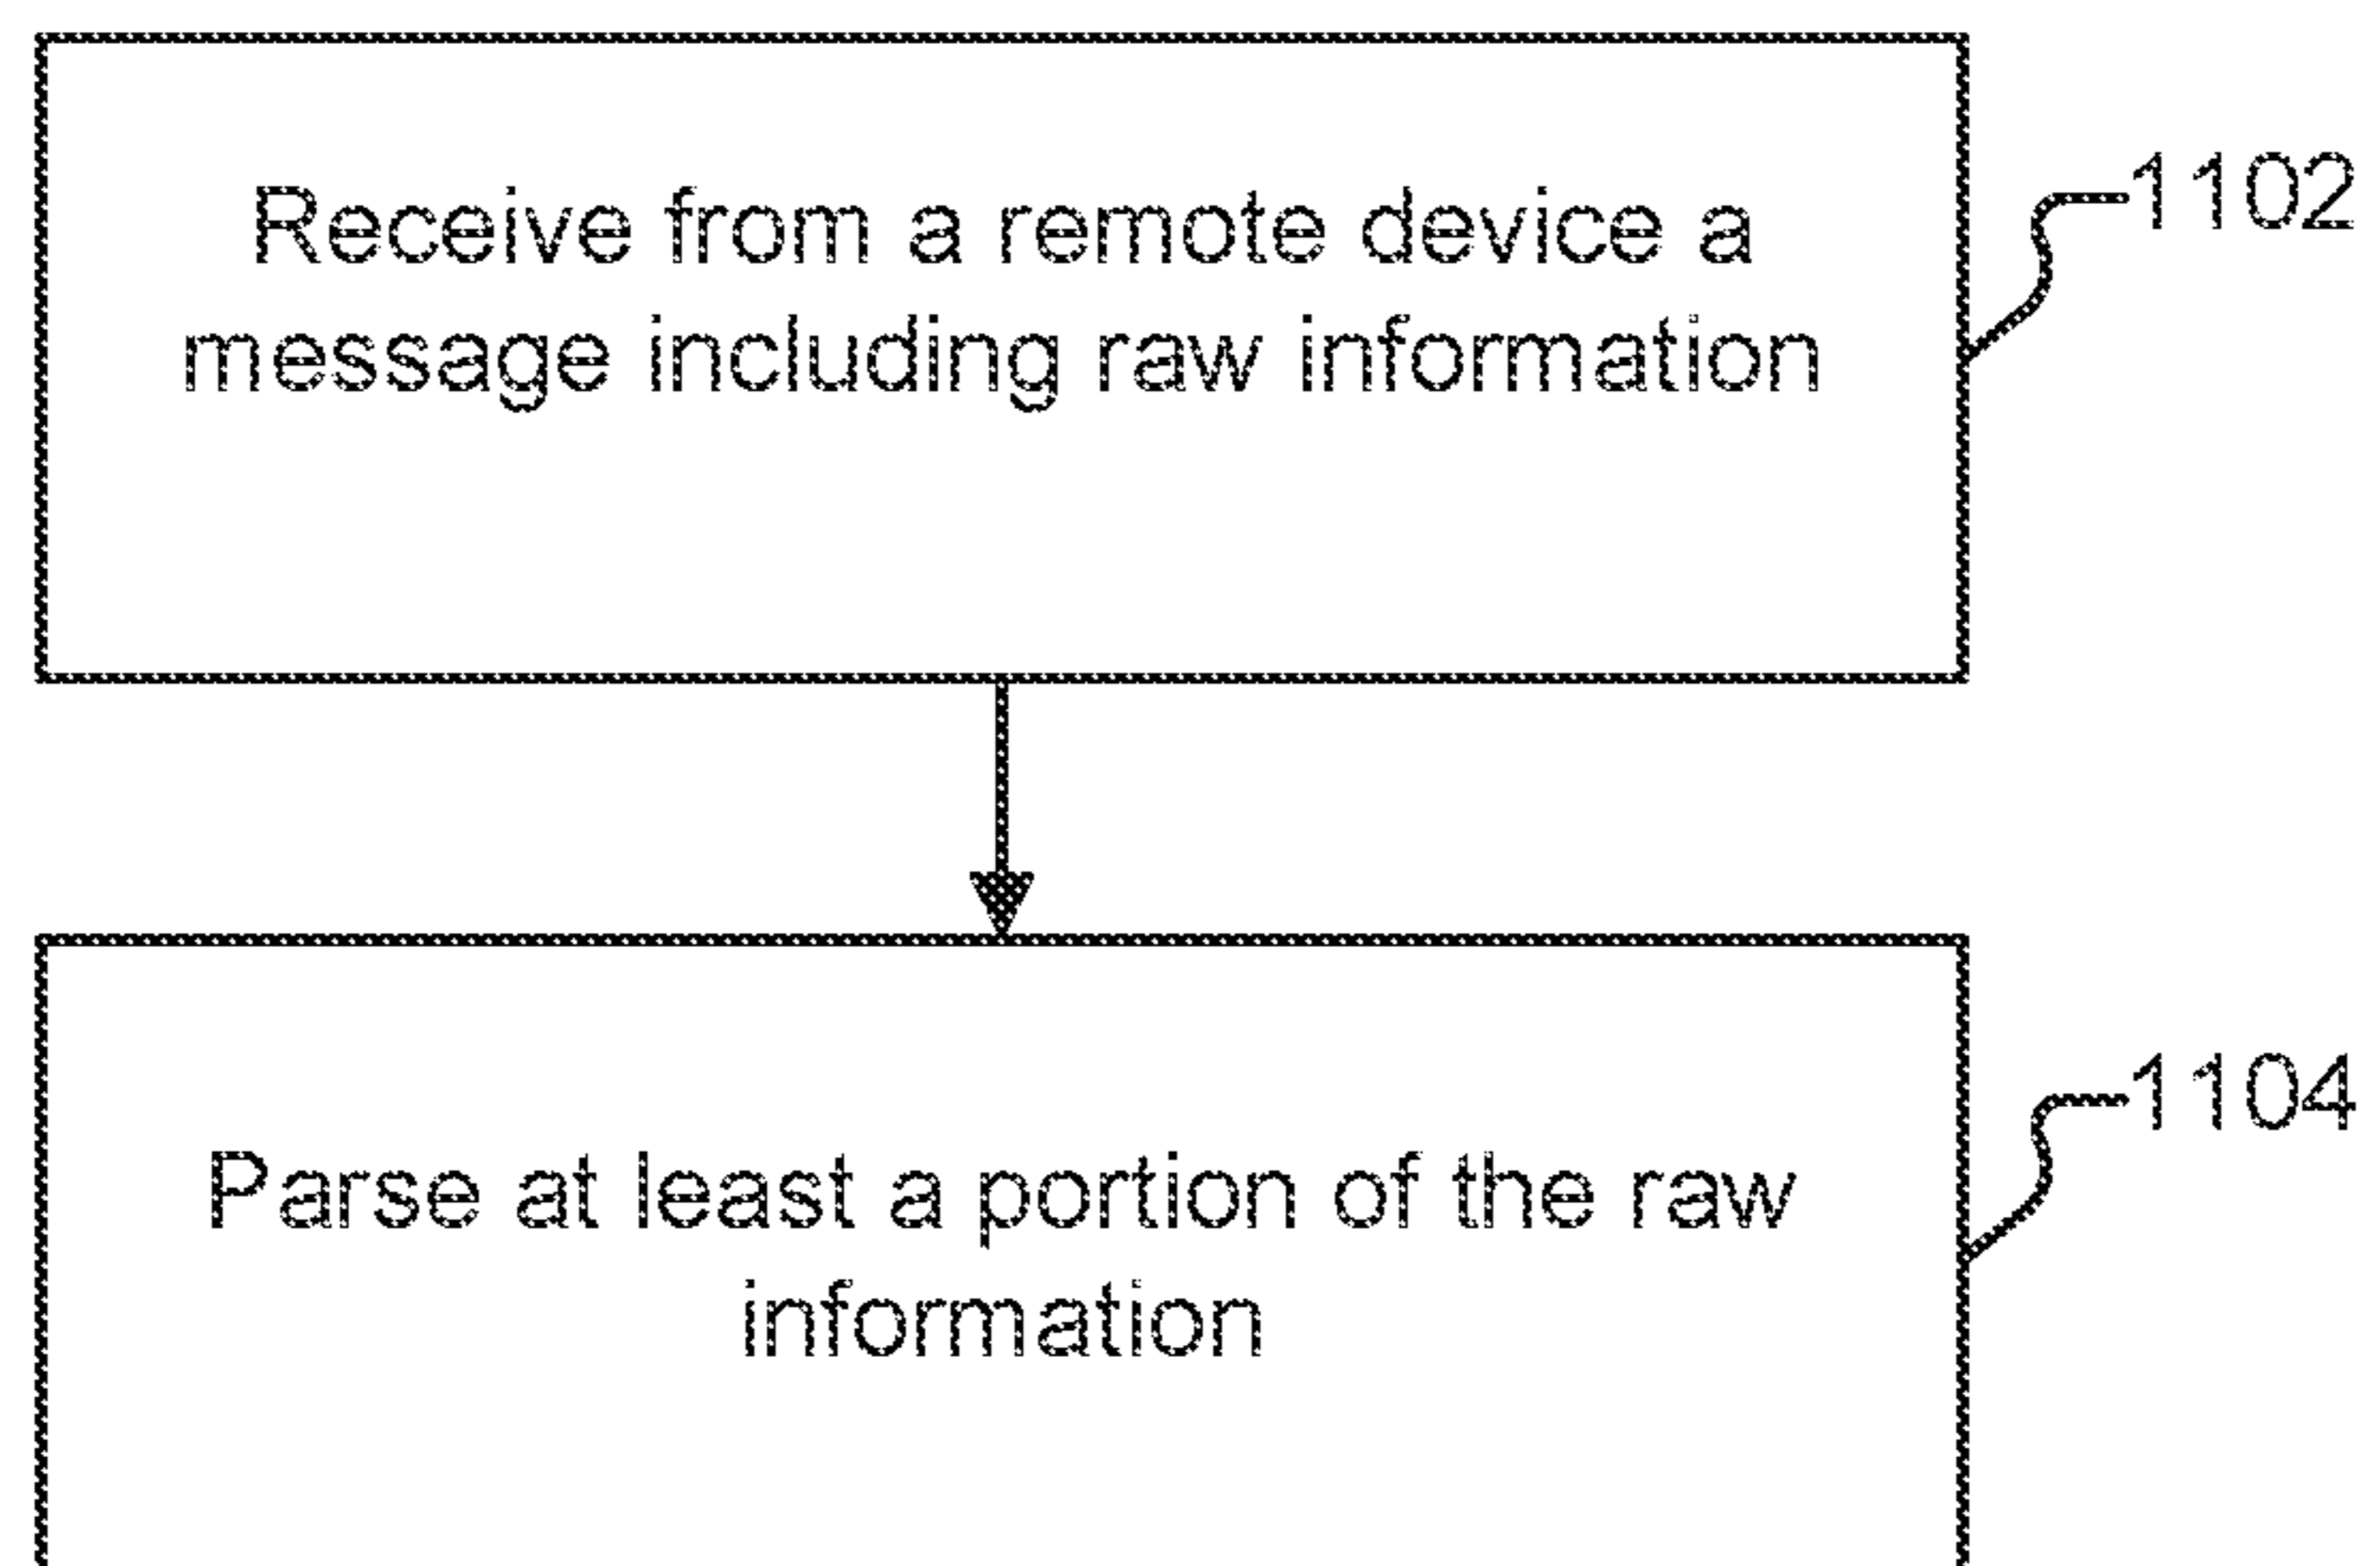 Receive from a remote device a
message including raw information
1102
Parse at least a portion of the raw
information
1104